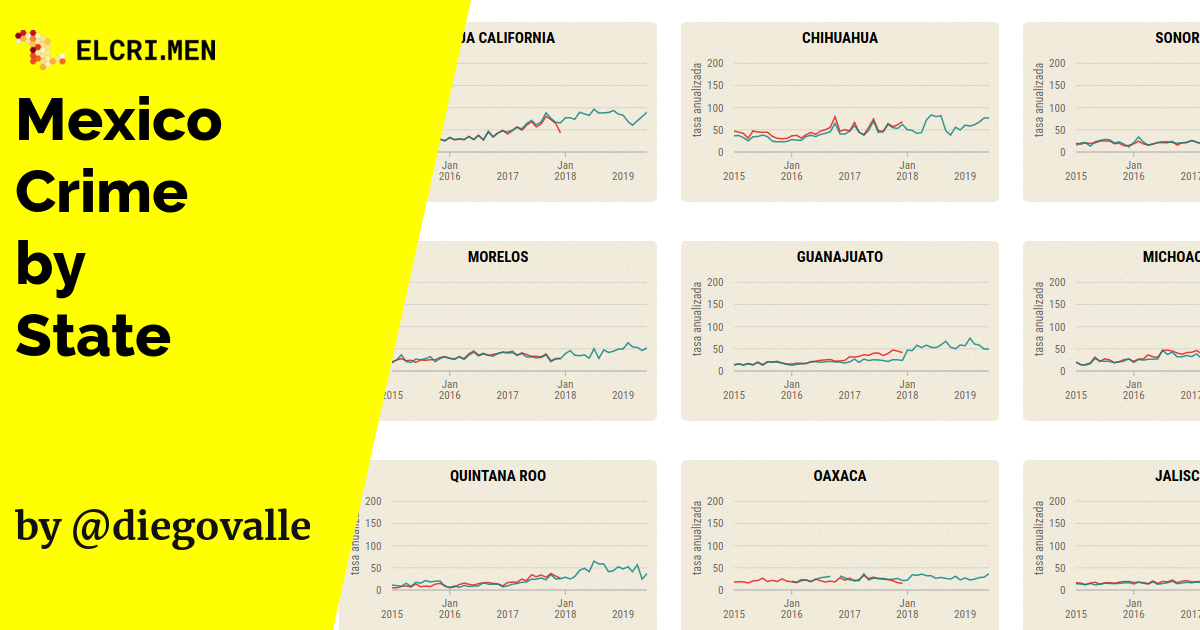 ELCRI.MEN
Mexico
Crime
by
State
by @diegovalle
JA CALIFORNIA
Jan
2016 2017
Jan
2018 2019
CHIHUAHUA
tasa anualizada
200
150
100
50
0
2015
Jan
2016 2017
Jan
2018 2019
SONOR
tasa anualizada
200
150
100
50
0
2015
Jan
2016 2017
MORELOS
2015
Jan
2016 2017
Jan
2018 2019
GUANAJUATO
tasa anualizada
200
150
100
50
0
2015
Jan
2016 2017
Jan
2018 2019
MICHOAC
tasa anualizada
200
150
100
50
0
2015
Jan
2016 2017
QUINTANA ROO
tasa anualiza
200
150
100
50
0
2015
Jan
2016 2017
Jan
2018 2019
OAXACA
tasa anualizada
200
150
100
50
0
2015
Jan
2016 2017
Jan
2018 2019
JALISC
tasa anualizada
200
150
100
50
0
2015
Jan
2016 2017